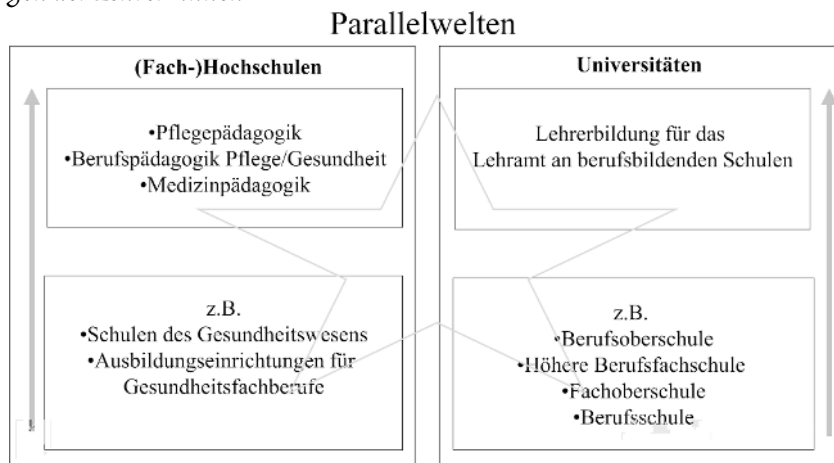 Parallelwelten
(Fach-)Hochschulen
•Pflegepädagogik
•Berufspädagogik Pflege/Gesundheit
•Medizinpädagogik
z.B.
•Schulen des Gesundheitswesens
•Ausbildungseinrichtungen für
Gesundheitsfachberufe
Universitäten
Lehrerbildung für das
Lehramt an berufsbildenden Schulen
z.B.
•Berufsoberschule
•Höhere Berufsfachschule
•Fachoberschule
•Berufsschule